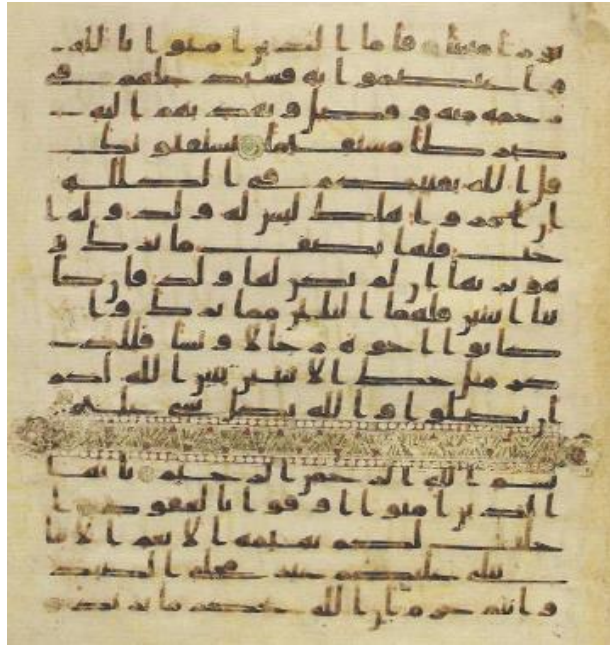 نورا مبينا فاما الذين امنوا بالله
واعتصموا به فسيدخلهم في
رحمة منه وفضل ويهديهم اليه
صرطا مستقيما يستفتونك
قل الله يفتيكم في الكلله
ان امروا هلك ليس له ولد وله ا
خت فلها نصف ما ترك و
هو يرثها ان لم يكن لها ولد فان كا
نتا اثنتين فلهما الثلثن مما ترك وا
ن كانوا اخوة رجالا ونسا فللذ
كر مثل حظ الانثيين يبين الله لكم
ان تضلوا والله بكل شي عليم
بسم الله الرحمن الرحيم يايها
الذين امنوا اوفوا بالعقود ا
حلت لكم بهيمة الانعم الا ما
يتلى عليكم غير محلي الصيد
وانتم حرم ان الله يحكم ما يريد